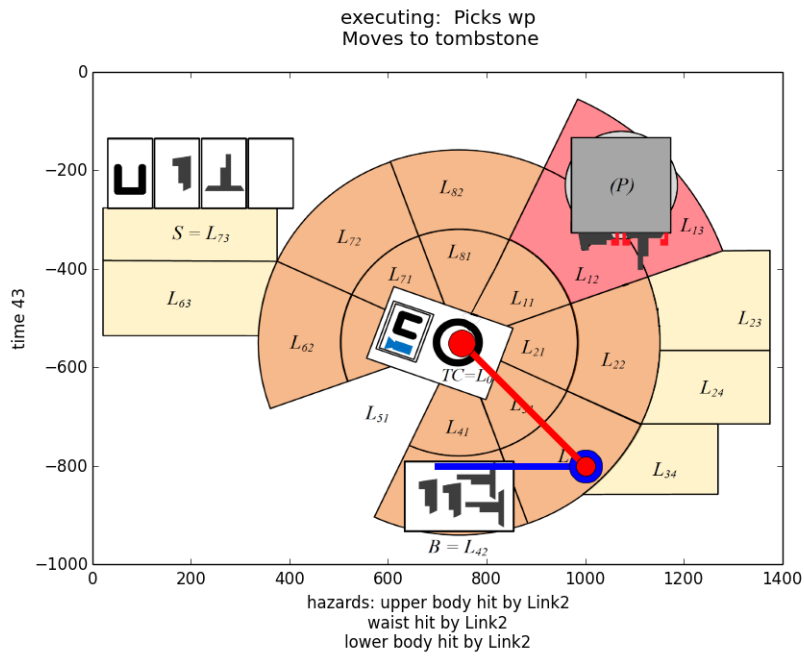 executing: Picks wp
Moves to tombstone
0
−200
−400
−600
−800
−1000
time 43
0
200
400
600
800
1000
1200
1400
L82
(P)
L13
S = L73
L72
L81
L12
L71
L63
L11
L23
L62
L21
L22
TC=L0
L24
L51
L41
L34
B = L42
hazards: upper body hit by Link2
waist hit by Link2
lower body hit by Link2